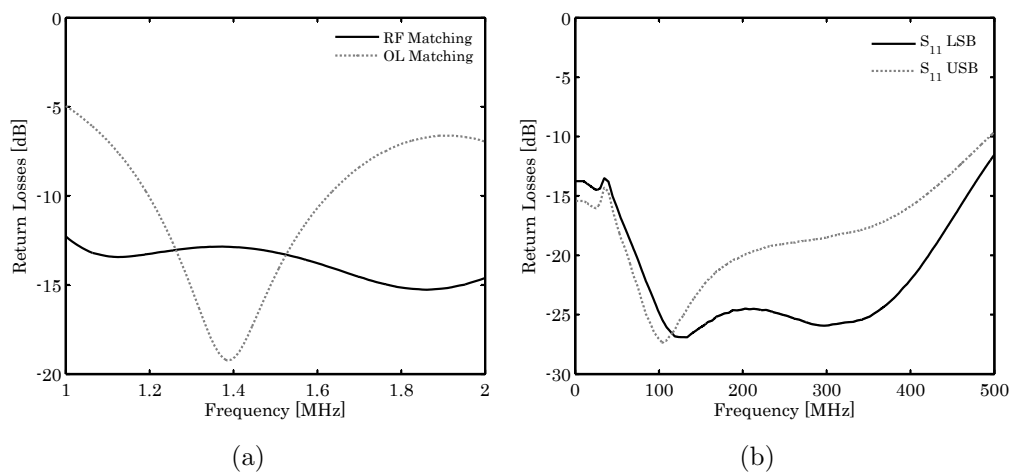 0
-5
-10
-15
-20
1
1.2
1.4
1.6
1.8
2
Return Losses [dB]
Frequency [MHz]
RF Matching
OL Matching
(a)
0
-5
-10
-15
-20
-25
-30
0
100
200
300
400
500
Return Losses [dB]
Frequency [MHz]
S11 LSB
S11 USB
(b)